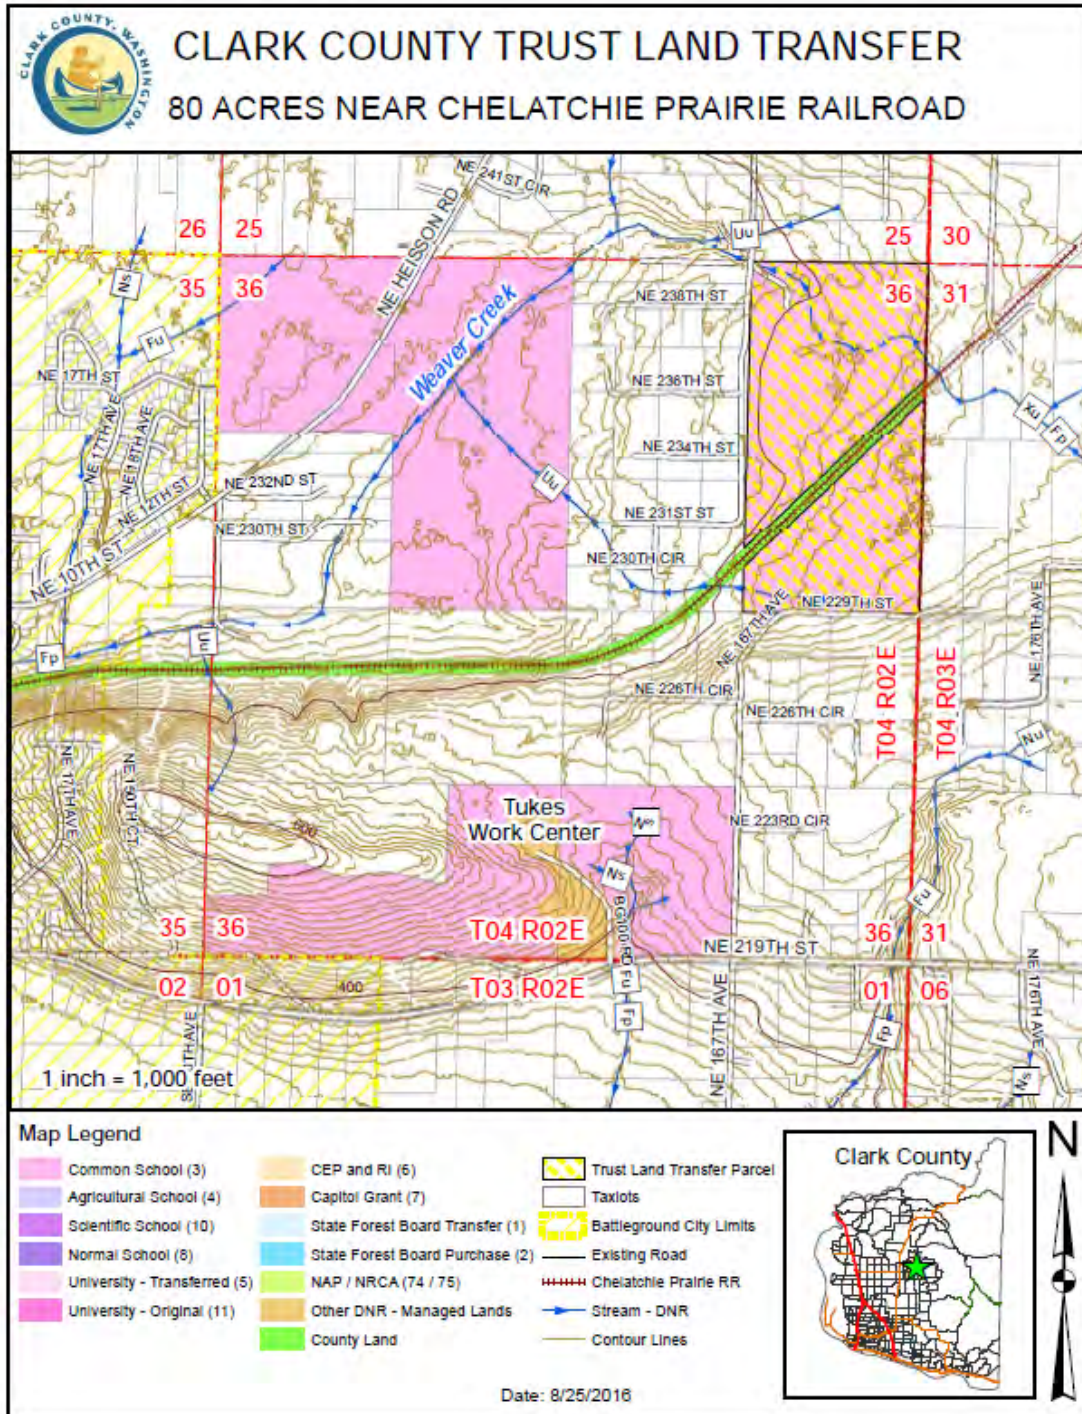 CLARK COUNTY, WASHINGTON
CLARK COUNTY TRUST LAND TRANSFER
80 ACRES NEAR CHELATCHIE PRAIRIE RAILROAD
NE 241ST CIR
26 25
NE HEISSON RD
Uu
25 30
35 36
36 31
Ns
Weaver Creek
NE 238TH ST
Fu
NE 17TH ST
NE 236TH ST
NE 17TH AVE
NE 18TH AVE
Xu
Fp
NE 234TH ST
NE 12TH ST
NE 232ND ST
Uu
NE 231ST ST
NE 230TH ST
NE 10TH ST
NE 230TH CIR
NE 229TH ST
NE 167TH AVE
NE 176TH AVE
Fp
Uu
T04 R02E
T04 R03E
NE 226TH CIR
NE 226TH CIR
Nu
NE 17TH AVE
NE 150TH CT
600
Tukes
Work Center
Ns
NE 223RD CIR
Ns
Fu
BG100 RD
35 36
T04 R02E
NE 219TH ST
36 31
02 01
400
T03 R02E
Fu
Fp
01 06
NE 167TH AVE
NE 176TH AVE
Fp
Ns
1 inch = 1,000 feet
Map Legend
Common School (3)
Agricultural School (4)
Scientific School (10)
Normal School (8)
University - Transferred (5)
University - Original (11)
CEP and RI (6)
Capitol Grant (7)
State Forest Board Transfer (1)
State Forest Board Purchase (2)
NAP / NRCA (74 / 75)
Other DNR - Managed Lands
County Land
Trust Land Transfer Parcel
Taxlots
Battleground City Limits
Existing Road
Chelatchie Prairie RR
Stream - DNR
Contour Lines
Clark County
N
Date: 8/25/2016